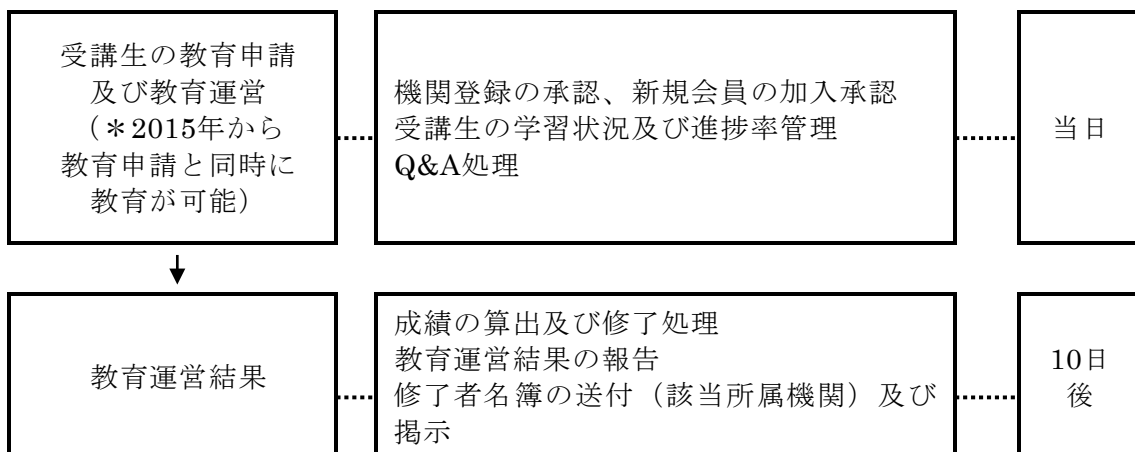 受講生の教育申請
及び教育運営
（＊2015年から
教育申請と同時に
教育が可能）
機関登録の承認、新規会員の加入承認
受講生の学習状況及び進捗率管理
Q&A処理
当日
教育運営結果
成績の算出及び修了処理
教育運営結果の報告
修了者名簿の送付（該当所属機関）及び
掲示
10日
後